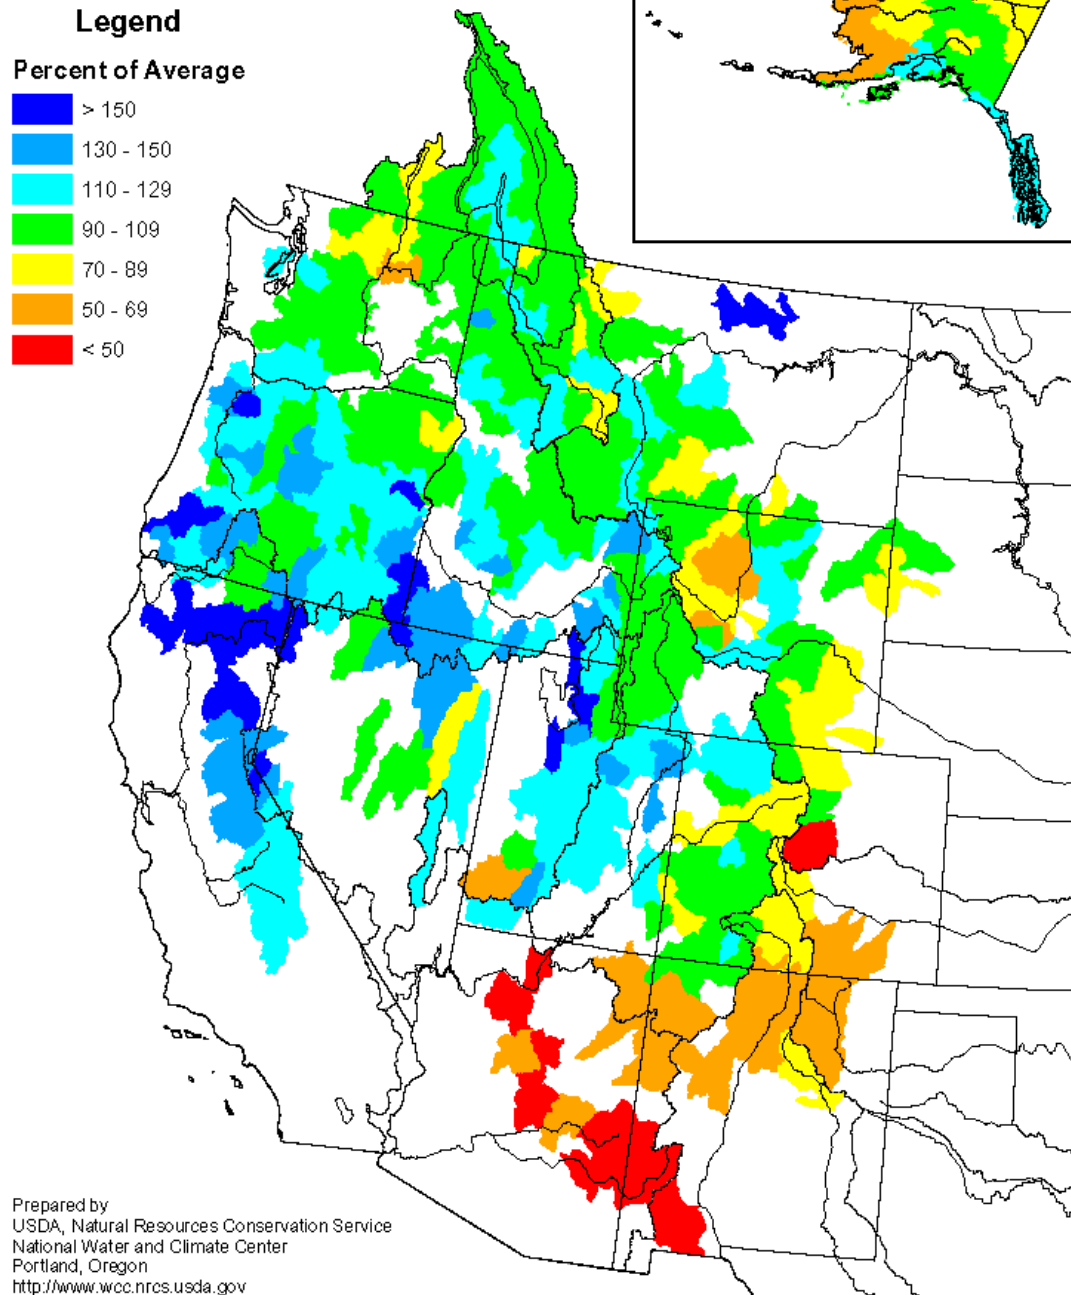 Legend
Percent of Average
> 150
130 - 150
110 - 129
90 - 109
70 - 89
50 - 69
< 50
Prepared by
USDA, Natural Resources Conservation Service
National Water and Climate Center
Portland, Oregon
http://www.wcc.nrcs.usda.gov